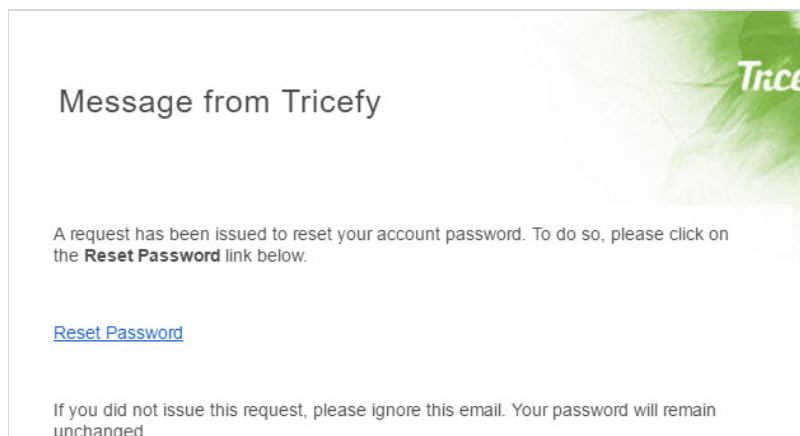 Trice
Message from Tricefy
A request has been issued to reset your account password. To do so, please click on
the Reset Password link below.
Reset Password
If you did not issue this request, please ignore this email. Your password will remain
unchanged